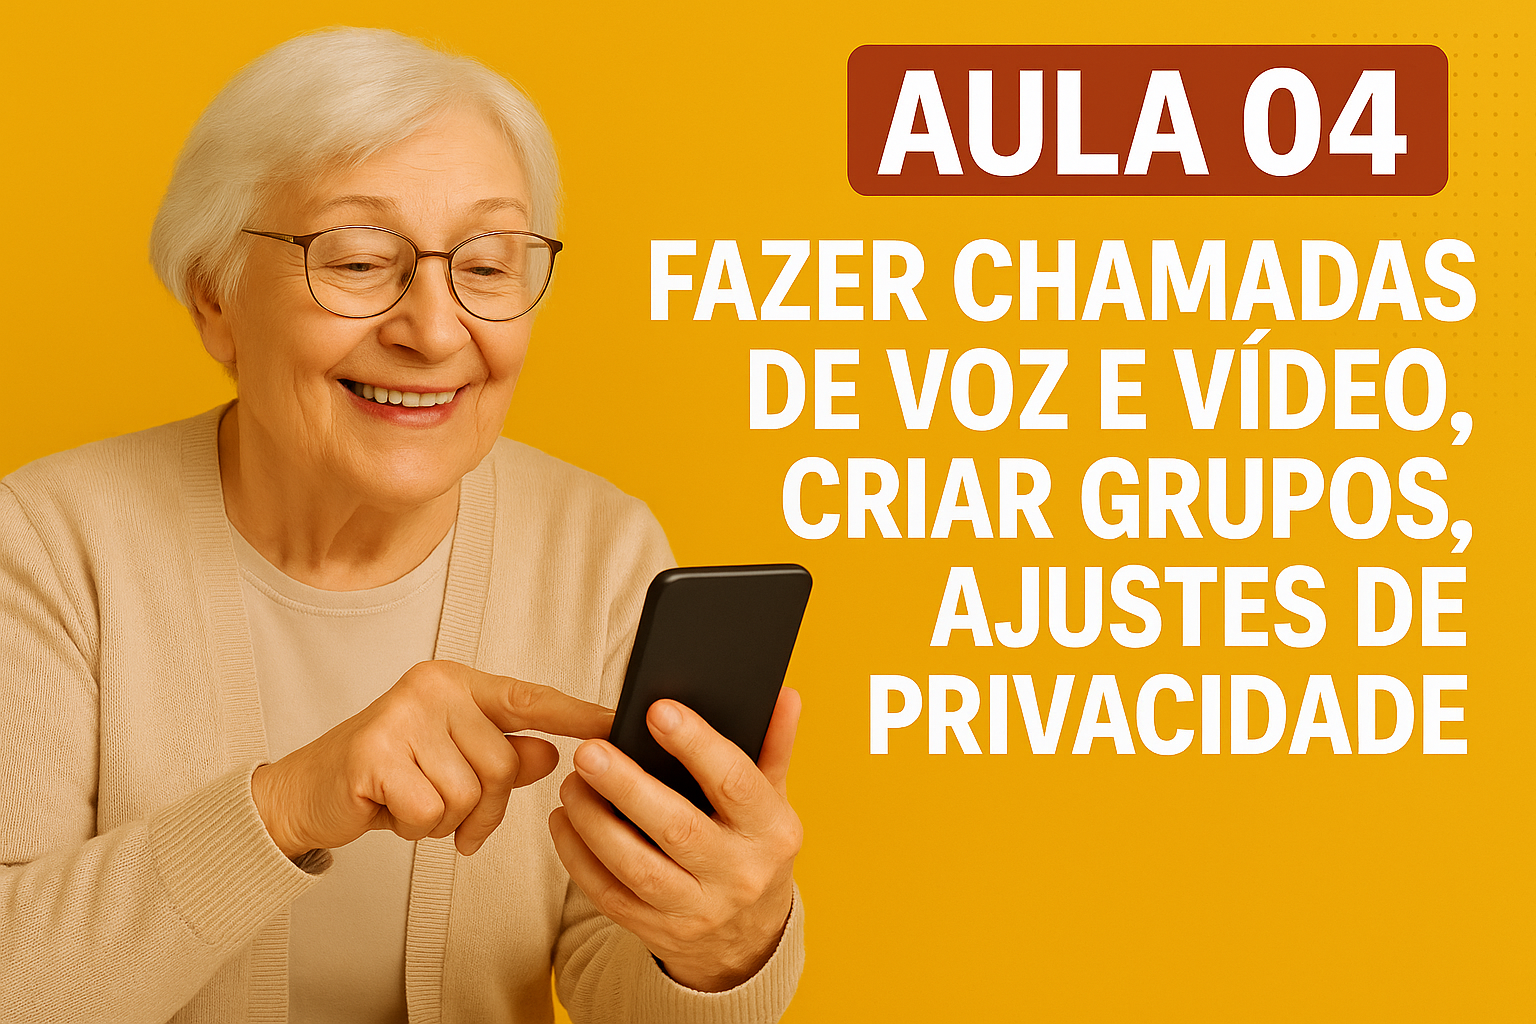 AULA 04
FAZER CHAMADAS
DE VOZ E VÍDEO,
CRIAR GRUPOS,
AJUSTES DE
PRIVACIDADE